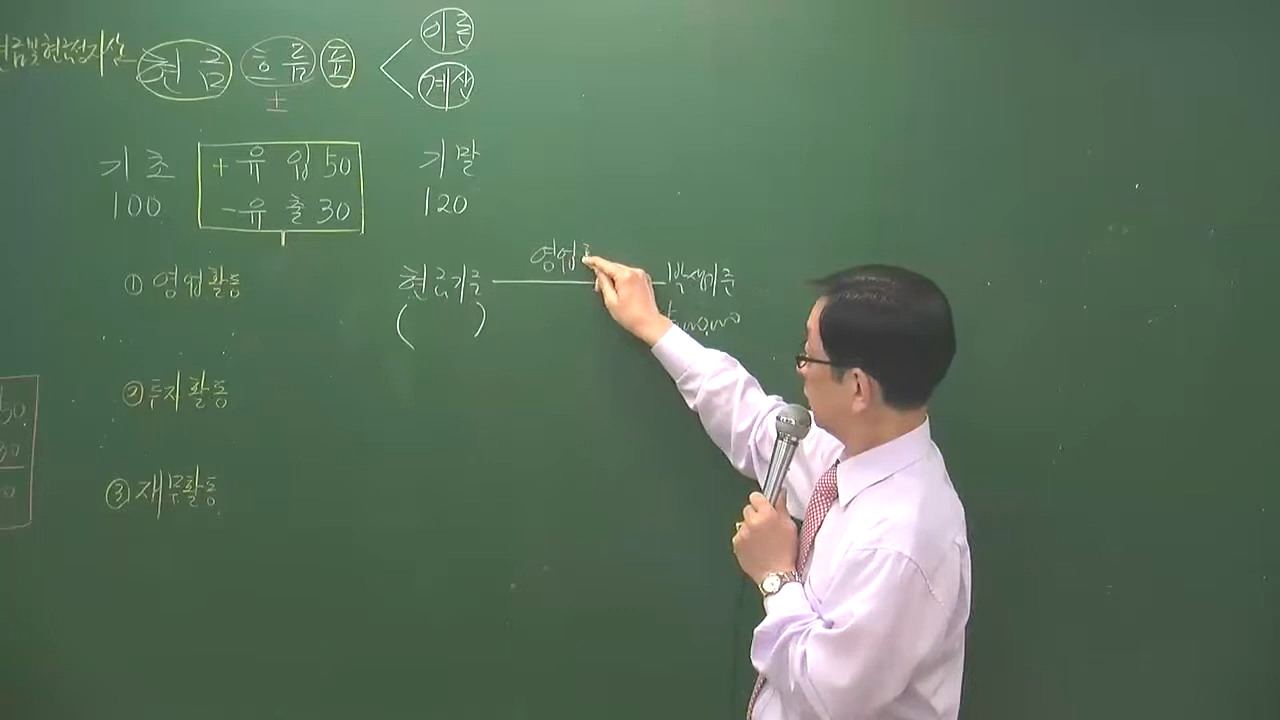 현금및현금성자산 현금 흐름 표 < 이론
± 계산
기초 + 유입 50 기말
100 - 유출 30 120
영업
① 영업활동 현금기준 발생기준
( )
② 투자활동
③ 재무활동